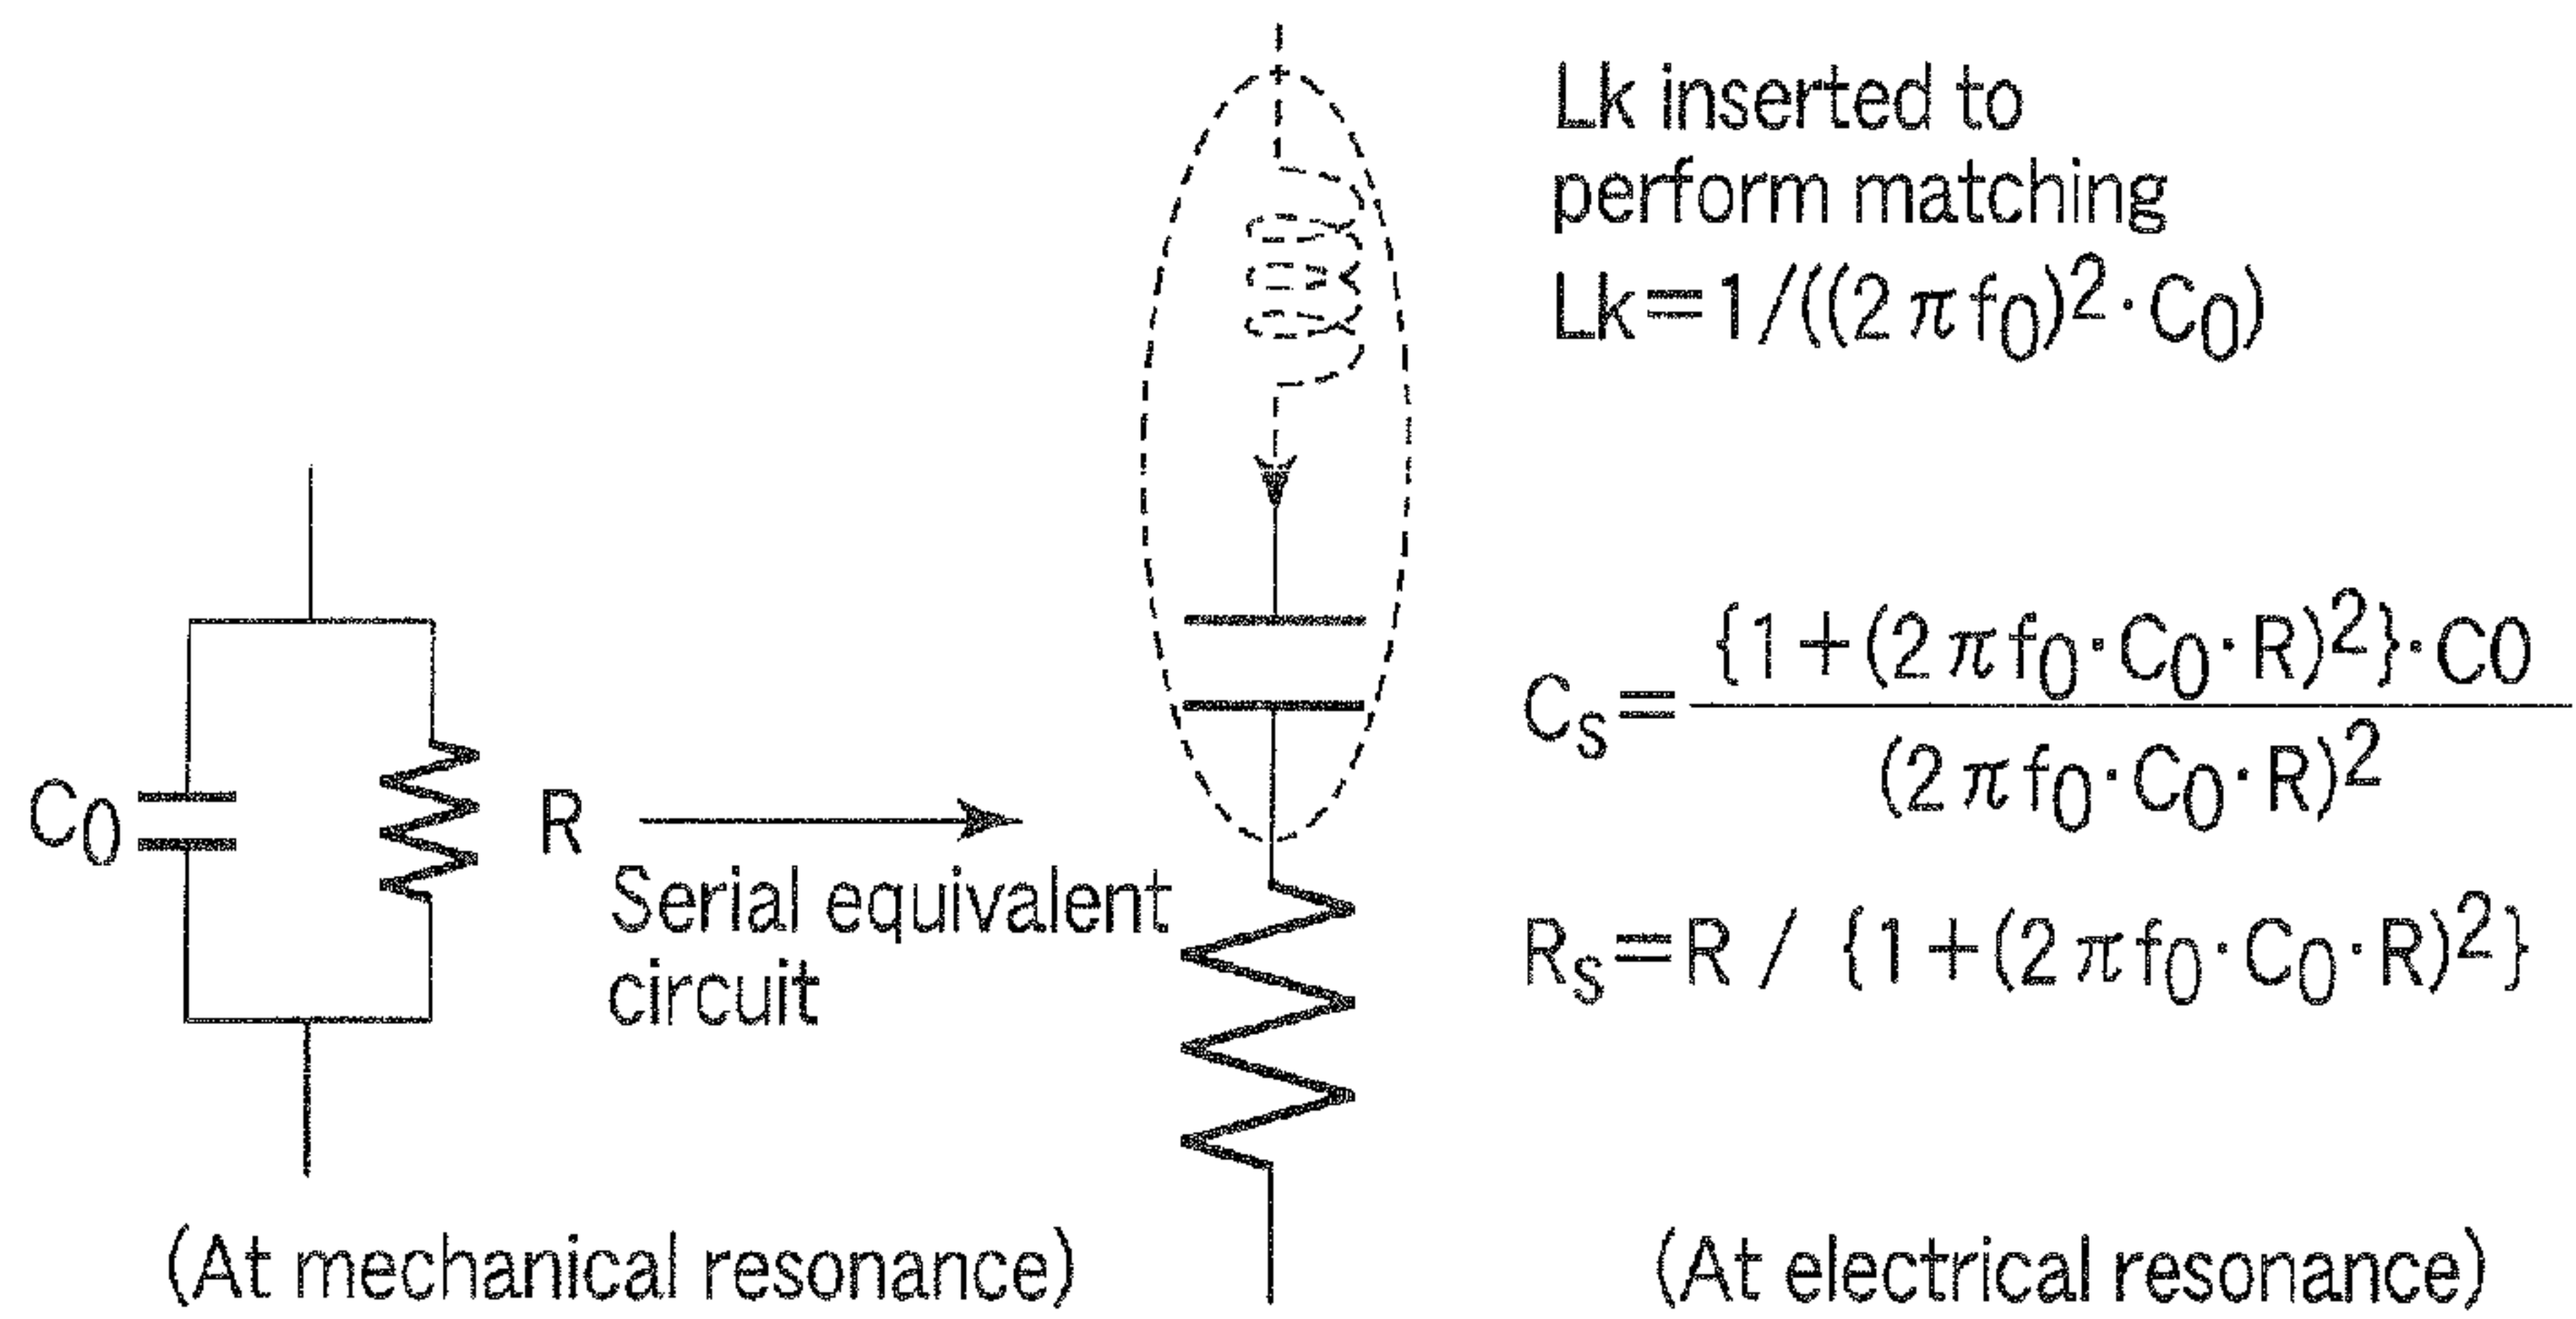 Lk inserted to
perform matching
Lk=1/((2πf₀)²·C₀)
C₀
R
Serial equivalent
circuit
Cₛ= {1+(2πf₀·C₀·R)²}·C0
(2πf₀·C₀·R)²
Rₛ=R / {1+(2πf₀·C₀·R)²}
(At mechanical resonance)
(At electrical resonance)